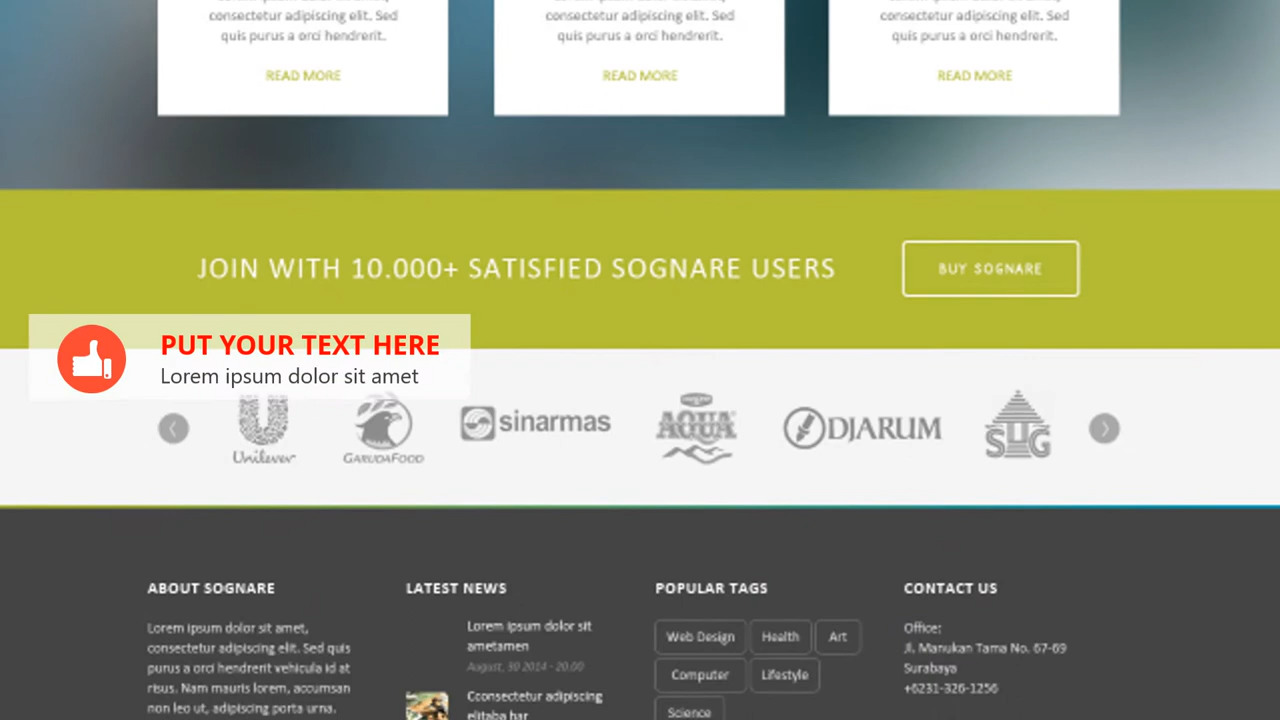 consectetur adipiscing elit. Sed
quis purus a orci hendrerit.
READ MORE
consectetur adipiscing elit. Sed
quis purus a orci hendrerit.
READ MORE
consectetur adipiscing elit. Sed
quis purus a orci hendrerit.
READ MORE
JOIN WITH 10.000+ SATISFIED SOGNARE USERS
BUY SOGNARE
PUT YOUR TEXT HERE
Lorem ipsum dolor sit amet
Unilever
GARUDAFOOD
sinarmas
AQUA
DJARUM
SIG
ABOUT SOGNARE
Lorem ipsum dolor sit amet,
consectetur adipiscing elit. Sed quis
purus a orci hendrerit vehicula id at
risus. Nam mauris lorem, accumsan
non leo ut, adipiscing porta urna.
LATEST NEWS
Lorem ipsum dolor sit
ametamen
August, 30 2014 - 20.00
Cconsectetur adipiscing
elitaba har
POPULAR TAGS
Web Design
Health
Art
Computer
Lifestyle
Science
CONTACT US
Office:
Jl. Manukan Tama No. 67-69
Surabaya
+6231-326-1256